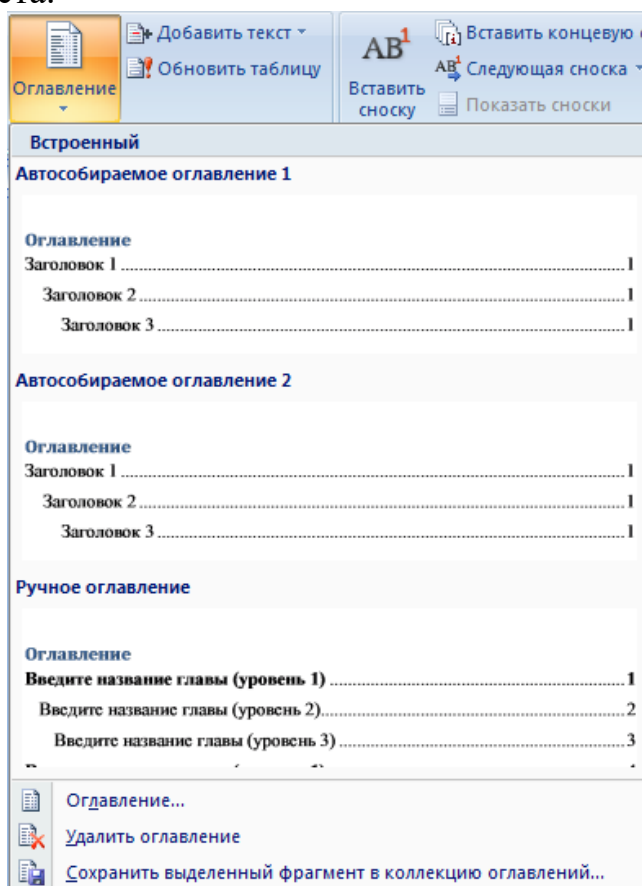 ста.
Добавить текст
Обновить таблицу
Оглавление
AB1
Вставить сноску
Вставить концевую
AB1 Следующая сноска
Показать сноски
Встроенный
Автособираемое оглавление 1
Оглавление
Заголовок 1 ... 1
Заголовок 2 ... 1
Заголовок 3 ... 1
Автособираемое оглавление 2
Оглавление
Заголовок 1 ... 1
Заголовок 2 ... 1
Заголовок 3 ... 1
Ручное оглавление
Оглавление
Введите название главы (уровень 1) ... 1
Введите название главы (уровень 2) ... 2
Введите название главы (уровень 3) ... 3
Оглавление...
Удалить оглавление
Сохранить выделенный фрагмент в коллекцию оглавлений...